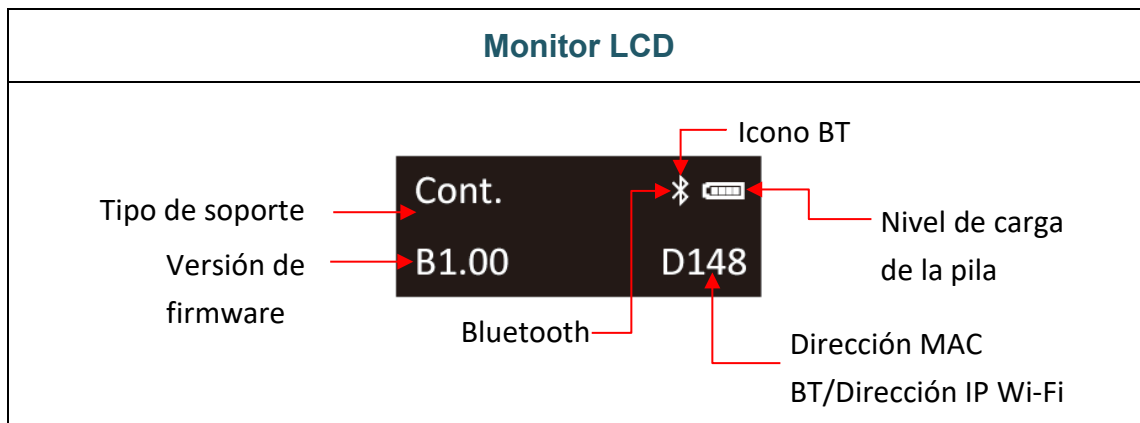 Monitor LCD
Icono BT
Cont.
Tipo de soporte
Nivel de carga
de la pila
Versión de
firmware
B1.00
D148
Bluetooth
Dirección MAC
BT/Dirección IP Wi-Fi